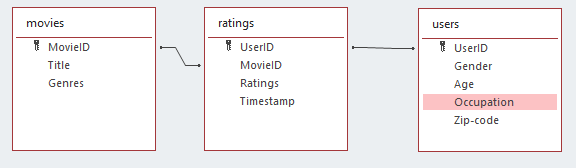 movies
MovieID
Title
Genres
ratings
UserID
MovieID
Ratings
Timestamp
users
UserID
Gender
Age
Occupation
Zip-code